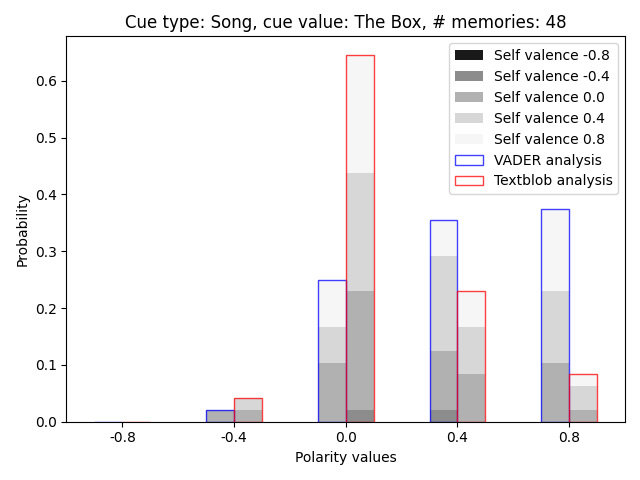 Cue type: Song, cue value: The Box, # memories: 48
Self valence -0.8
Self valence -0.4
Self valence 0.0
Self valence 0.4
Self valence 0.8
VADER analysis
Textblob analysis
Probability
0.6
0.5
0.4
0.3
0.2
0.1
0.0
-0.8 -0.4 0.0 0.4 0.8
Polarity values